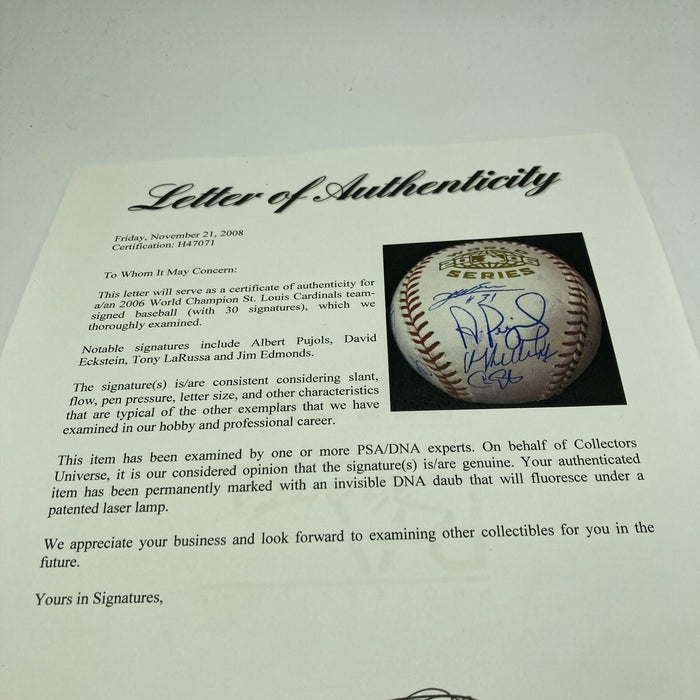 Letter of Authenticity
Friday, November 21, 2008
Certification: H47071
To Whom It May Concern:
This letter will serve as a certificate of authenticity for
a/an 2006 World Champion St. Louis Cardinals team-
signed baseball (with 30 signatures), which we
thoroughly examined.
Notable signatures include Albert Pujols, David
Eckstein, Tony LaRussa and Jim Edmonds.
The signature(s) is/are consistent considering slant,
flow, pen pressure, letter size, and other characteristics
that are typical of the other exemplars that we have
examined in our hobby and professional career.
WORLD
SERIES
#71
A. Pujols
This item has been examined by one or more PSA/DNA experts. On behalf of Collectors
Universe, it is our considered opinion that the signature(s) is/are genuine. Your authenticated
item has been permanently marked with an invisible DNA daub that will fluoresce under a
patented laser lamp.
We appreciate your business and look forward to examining other collectibles for you in the
future.
Yours in Signatures,